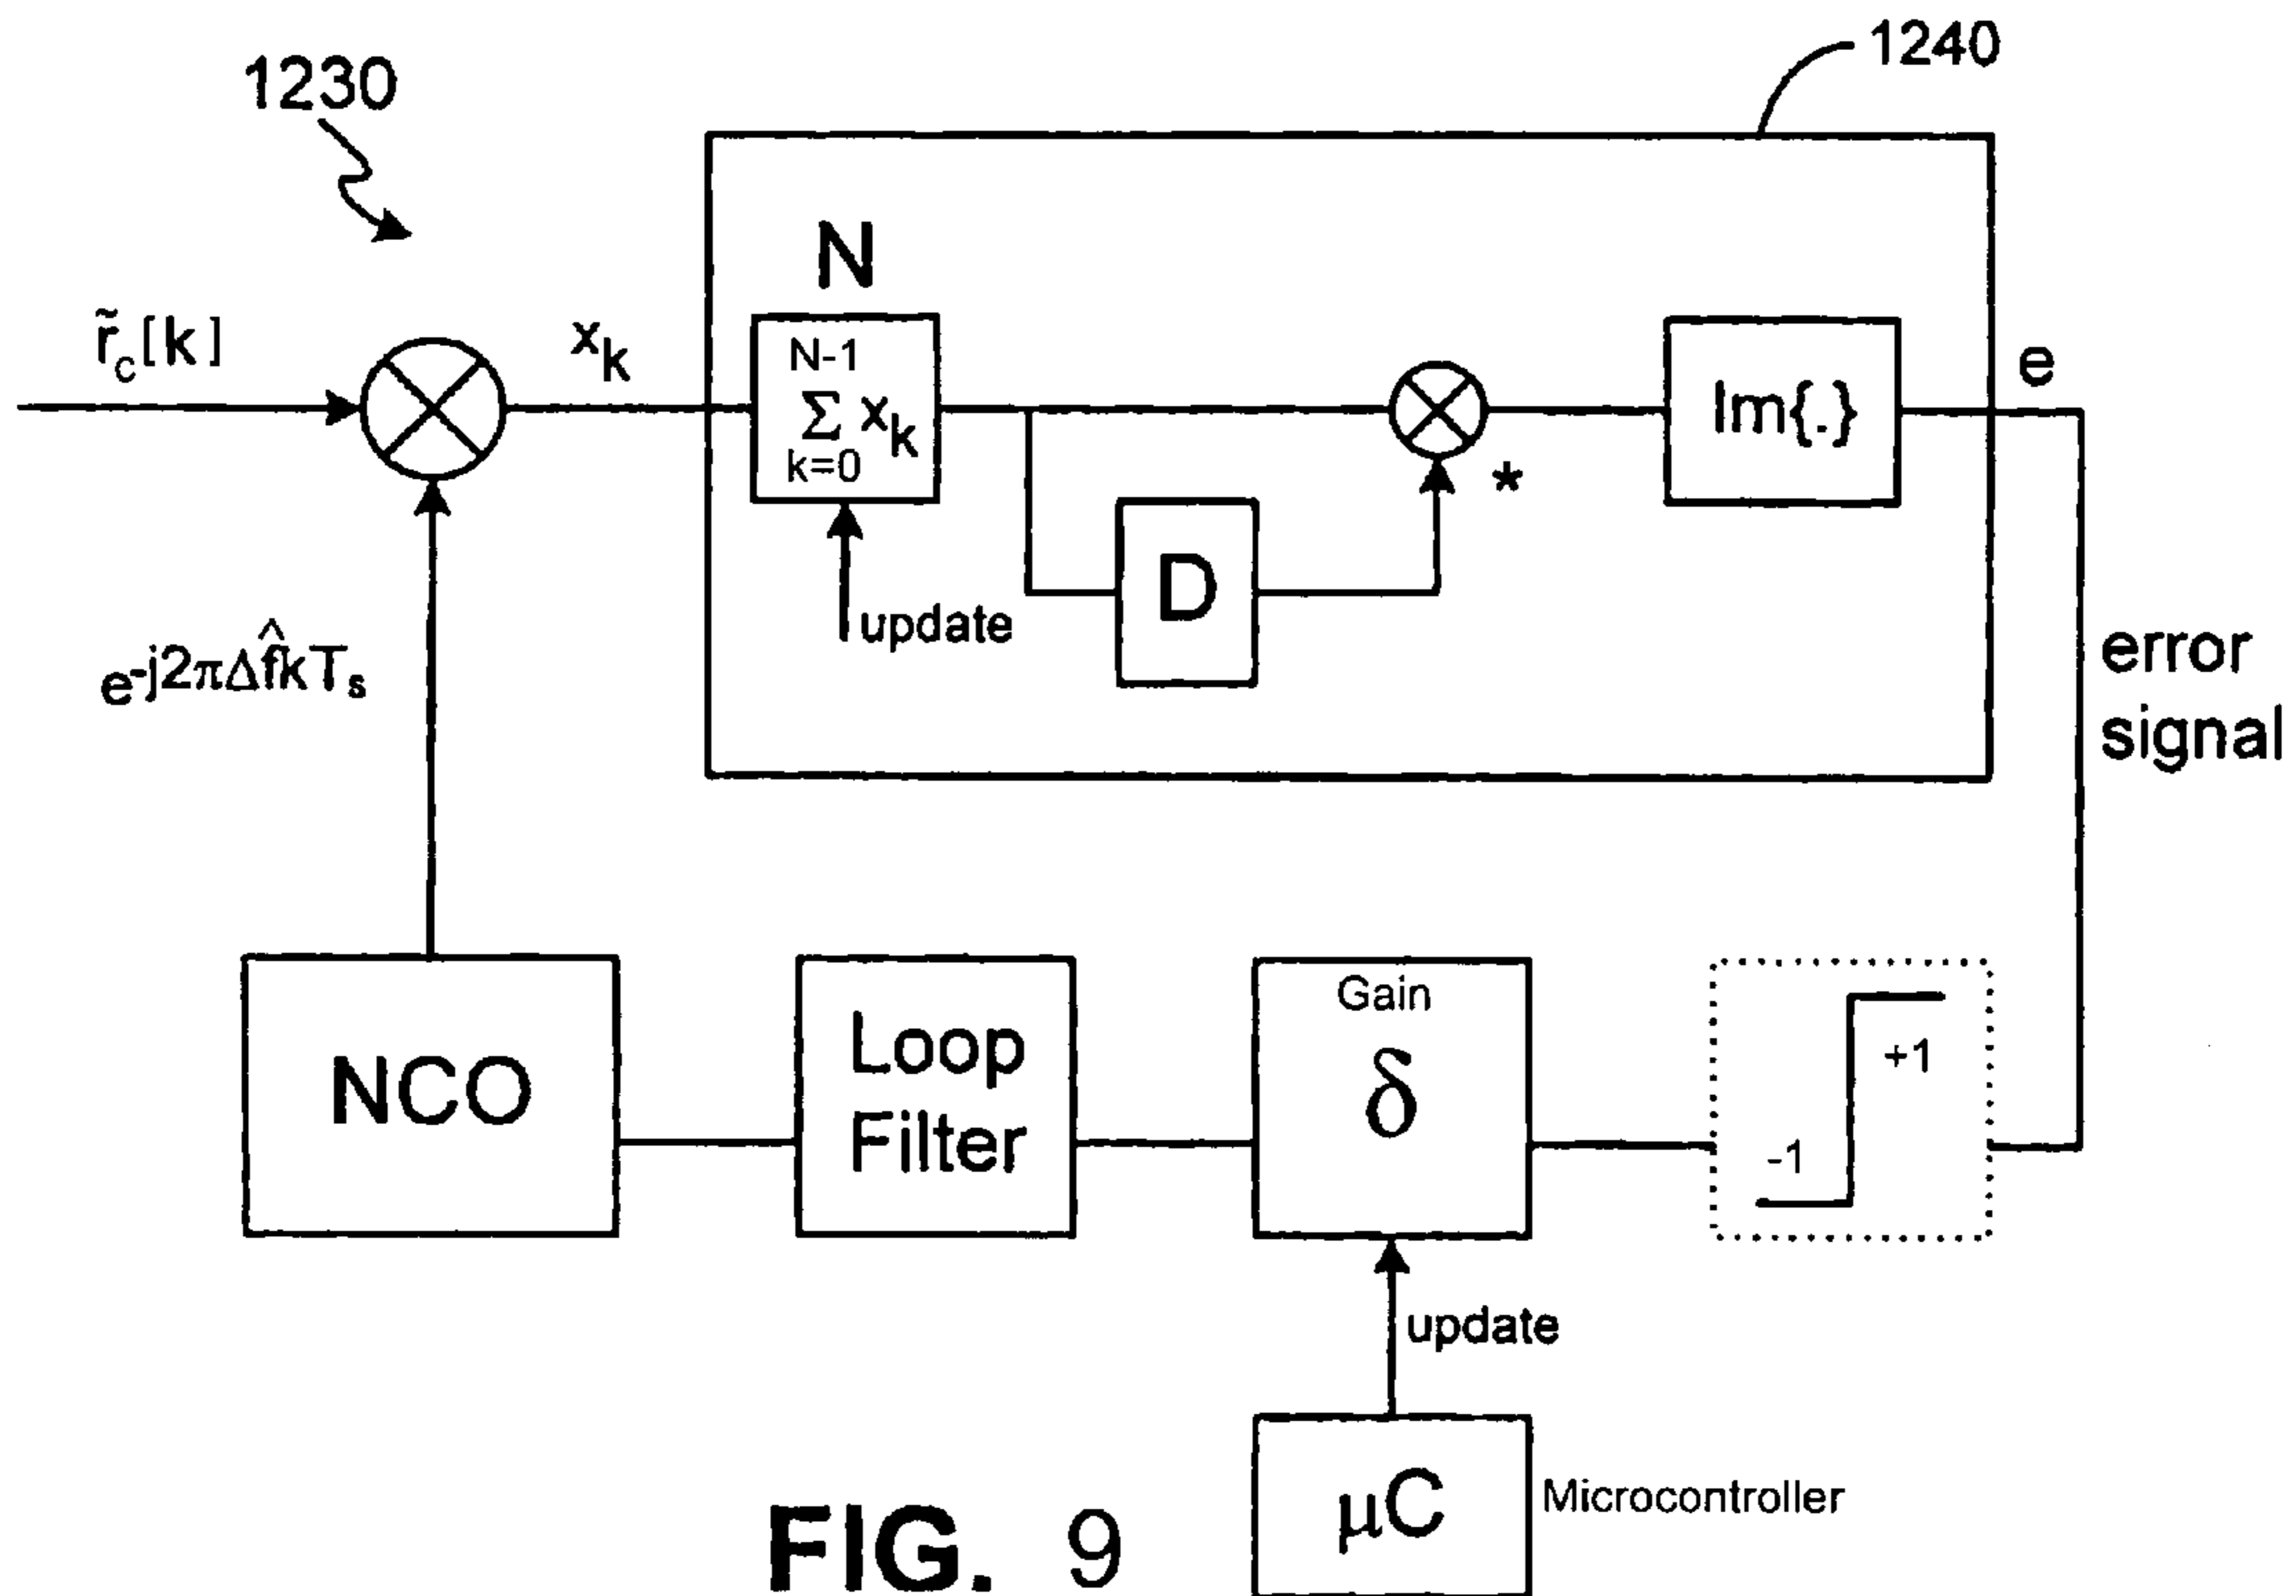 1230
1240
N
r̃c[k]
xk
N-1
Σ xk
k=0
update
D
*
Im{.}
e
error
signal
e-j2πΔf̂kTs
NCO
Loop
Filter
Gain
δ
+1
-1
update
μC
Microcontroller
FIG. 9